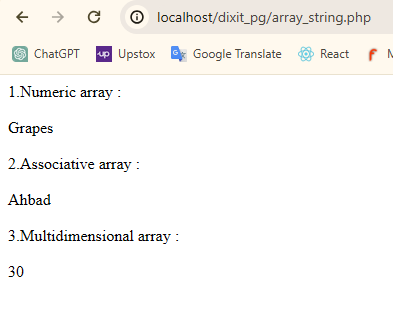 localhost/dixit_pg/array_string.php
ChatGPT up Upstox Google Translate React
1.Numeric array :
Grapes
2.Associative array :
Ahbad
3.Multidimensional array :
30